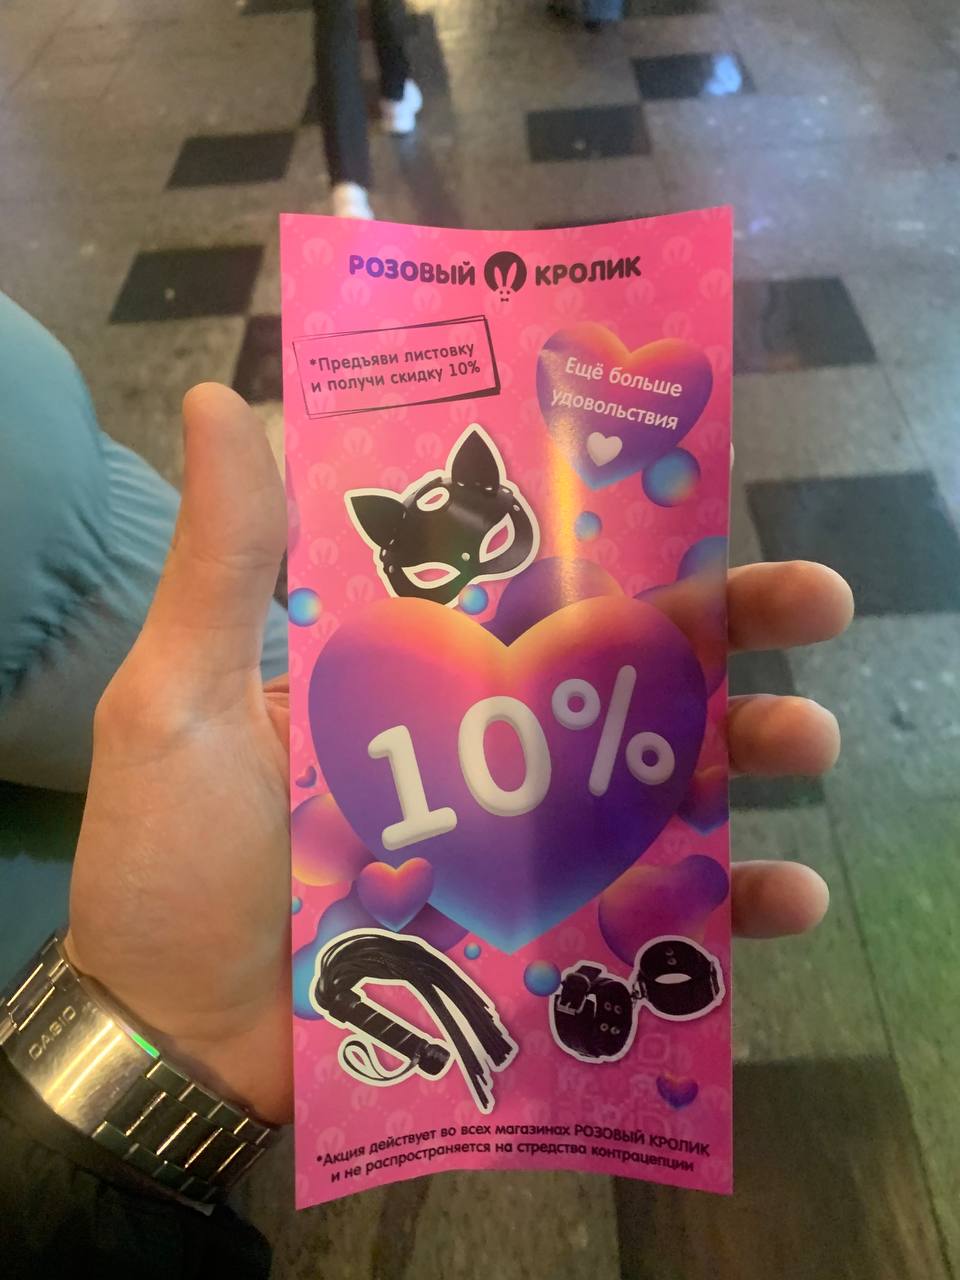 РОЗОВЫЙ КРОЛИК
*Предъяви листовку
и получи скидку 10%
Ещё больше
удовольствия
10%
CASIO
*Акция действует во всех магазинах РОЗОВЫЙ КРОЛИК
и не распространяется на стредства контрацепции